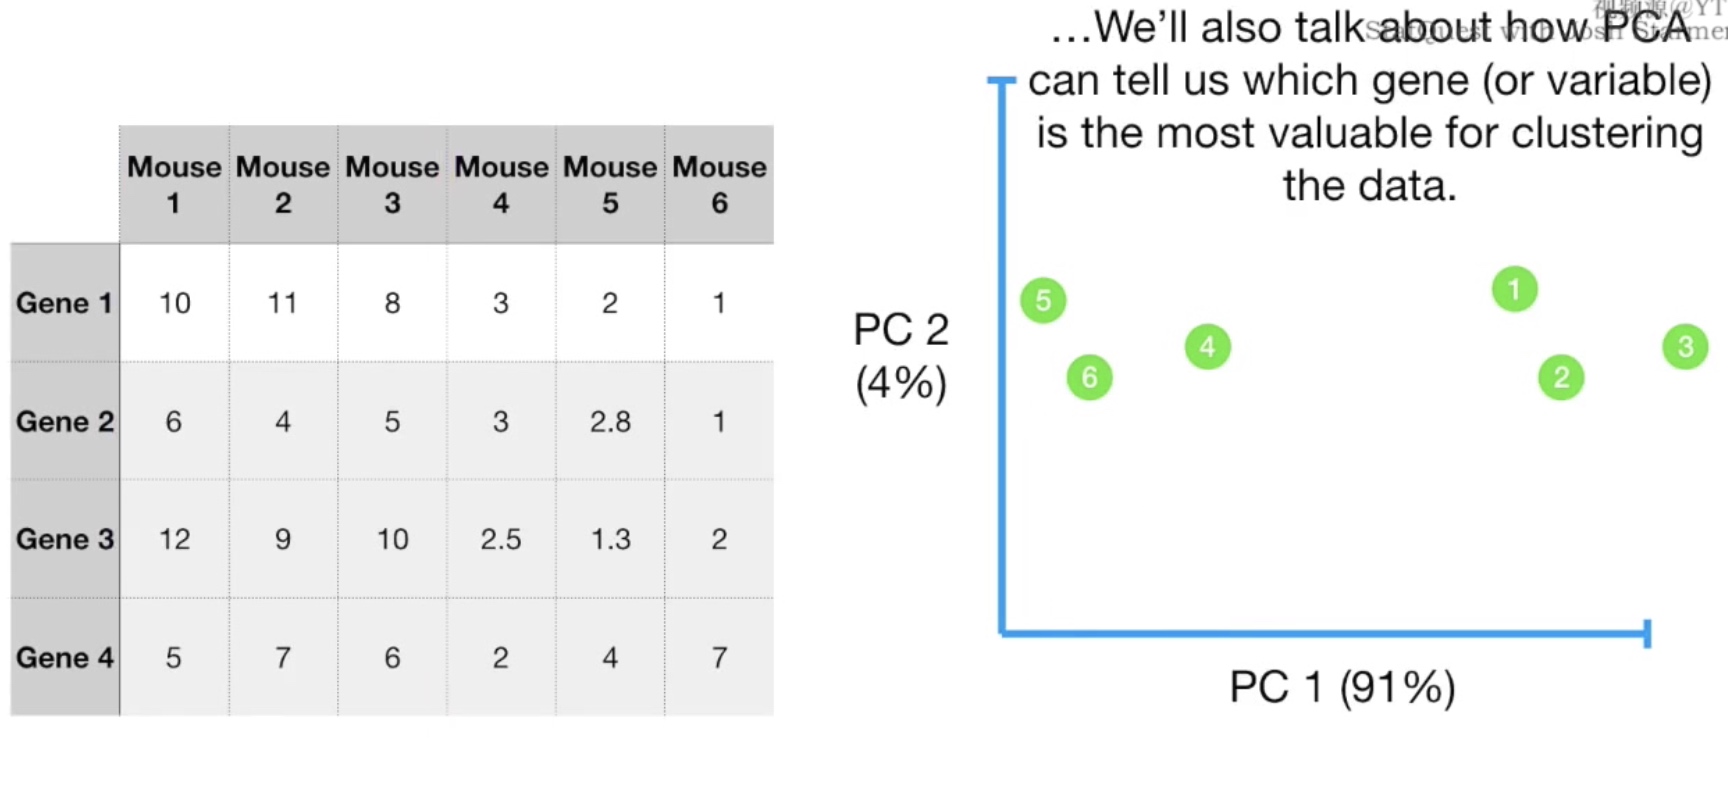 视频源@YT
StatQuest with Josh Starmer
…We’ll also talk about how PCA
can tell us which gene (or variable)
is the most valuable for clustering
the data.
Mouse 1 Mouse 2 Mouse 3 Mouse 4 Mouse 5 Mouse 6
Gene 1 10 11 8 3 2 1
Gene 2 6 4 5 3 2.8 1
Gene 3 12 9 10 2.5 1.3 2
Gene 4 5 7 6 2 4 7
PC 2
(4%)
5
6
4
1
2
3
PC 1 (91%)